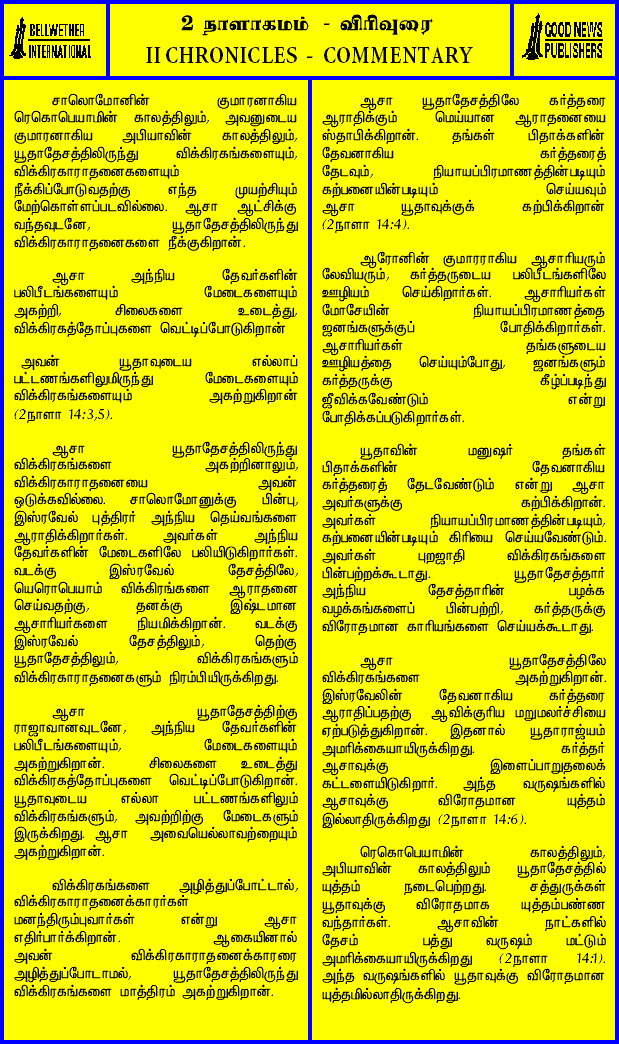 BELLWETHER
INTERNATIONAL
2 நாளாகமம் - விரிவுரை
II CHRONICLES - COMMENTARY
GOOD NEWS
PUBLISHERS
சாலொமோனின் குமாரனாகிய
ரெகொபெயாமின் காலத்திலும், அவனுடைய
குமாரனாகிய அபியாவின் காலத்திலும்,
யூதாதேசத்திலிருந்து விக்கிரகங்களையும்,
விக்கிரகாராதனைகளையும்
நீக்கிப்போடுவதற்கு எந்த முயற்சியும்
மேற்கொள்ளப்படவில்லை. ஆசா ஆட்சிக்கு
வந்தவுடனே, யூதாதேசத்திலிருந்து
விக்கிரகாராதனைகளை நீக்குகிறான்.
ஆசா அந்நிய தேவர்களின்
பலிபீடங்களையும் மேடைகளையும்
அகற்றி, சிலைகளை உடைத்து,
விக்கிரகத்தோப்புகளை வெட்டிப்போடுகிறான்
அவன் யூதாவுடைய எல்லாப்
பட்டணங்களிலுமிருந்து மேடைகளையும்
விக்கிரகங்களையும் அகற்றுகிறான்
(2நாளா 14:3,5).
ஆசா யூதாதேசத்திலிருந்து
விக்கிரகங்களை அகற்றினாலும்,
விக்கிரகாராதனையை அவன்
ஒடுக்கவில்லை. சாலொமோனுக்கு பின்பு,
இஸ்ரவேல் புத்திரர் அந்நிய தெய்வங்களை
ஆராதிக்கிறார்கள். அவர்கள் அந்நிய
தேவர்களின் மேடைகளிலே பலியிடுகிறார்கள்.
வடக்கு இஸ்ரவேல் தேசத்திலே,
யெரொபெயாம் விக்கிரங்களை ஆராதனை
செய்வதற்கு, தனக்கு இஷ்டமான
ஆசாரியர்களை நியமிக்கிறான். வடக்கு
இஸ்ரவேல் தேசத்திலும், தெற்கு
யூதாதேசத்திலும், விக்கிரகங்களும்
விக்கிரகாராதனைகளும் நிரம்பியிருக்கிறது.
ஆசா யூதாதேசத்திற்கு
ராஜாவானவுடனே, அந்நிய தேவர்களின்
பலிபீடங்களையும், மேடைகளையும்
அகற்றுகிறான். சிலைகளை உடைத்து
விக்கிரகத்தோப்புகளை வெட்டிப்போடுகிறான்.
யூதாவுடைய எல்லா பட்டணங்களிலும்
விக்கிரகங்களும், அவற்றிற்கு மேடைகளும்
இருக்கிறது. ஆசா அவையெல்லாவற்றையும்
அகற்றுகிறான்.
விக்கிரகங்களை அழித்துப்போட்டால்,
விக்கிரகாராதனைக்காரர்கள்
மனந்திரும்புவார்கள் என்று ஆசா
எதிர்பார்க்கிறான். ஆகையினால்
அவன் விக்கிரகாராதனைக்காரரை
அழித்துப்போடாமல், யூதாதேசத்திலிருந்து
விக்கிரகங்களை மாத்திரம் அகற்றுகிறான்.
ஆசா யூதாதேசத்திலே கர்த்தரை
ஆராதிக்கும் மெய்யான ஆராதனையை
ஸ்தாபிக்கிறான். தங்கள் பிதாக்களின்
தேவனாகிய கர்த்தரைத்
தேடவும், நியாயப்பிரமாணத்தின்படியும்
கற்பனையின்படியும் செய்யவும்
ஆசா யூதாவுக்குக் கற்பிக்கிறான்
(2நாளா 14:4).
ஆரோனின் குமாரராகிய ஆசாரியரும்
லேவியரும், கர்த்தருடைய பலிபீடங்களிலே
ஊழியம் செய்கிறார்கள். ஆசாரியர்கள்
மோசேயின் நியாயப்பிரமாணத்தை
ஜனங்களுக்குப் போதிக்கிறார்கள்.
ஆசாரியர்கள் தங்களுடைய
ஊழியத்தை செய்யும்போது, ஜனங்களும்
கர்த்தருக்கு கீழ்ப்படிந்து
ஜீவிக்கவேண்டும் என்று
போதிக்கப்படுகிறார்கள்.
யூதாவின் மனுஷர் தங்கள்
பிதாக்களின் தேவனாகிய
கர்த்தரைத் தேடவேண்டும் என்று ஆசா
அவர்களுக்கு கற்பிக்கிறான்.
அவர்கள் நியாயப்பிரமாணத்தின்படியும்,
கற்பனையின்படியும் கிரியை செய்யவேண்டும்.
அவர்கள் புறஜாதி விக்கிரகங்களை
பின்பற்றக்கூடாது. யூதாதேசத்தார்
அந்நிய தேசத்தாரின் பழக்க
வழக்கங்களைப் பின்பற்றி, கர்த்தருக்கு
விரோதமான காரியங்களை செய்யக்கூடாது.
ஆசா யூதாதேசத்திலே
விக்கிரகங்களை அகற்றுகிறான்.
இஸ்ரவேலின் தேவனாகிய கர்த்தரை
ஆராதிப்பதற்கு ஆவிக்குரிய மறுமலர்ச்சியை
ஏற்படுத்துகிறான். இதனால் யூதாராஜ்யம்
அமரிக்கையாயிருக்கிறது. கர்த்தர்
ஆசாவுக்கு இளைப்பாறுதலைக்
கட்டளையிடுகிறார். அந்த வருஷங்களில்
ஆசாவுக்கு விரோதமான யுத்தம்
இல்லாதிருக்கிறது (2நாளா 14:6).
ரெகொபெயாமின் காலத்திலும்,
அபியாவின் காலத்திலும் யூதாதேசத்தில்
யுத்தம் நடைபெற்றது. சத்துருக்கள்
யூதாவுக்கு விரோதமாக யுத்தம்பண்ண
வந்தார்கள். ஆசாவின் நாட்களில்
தேசம் பத்து வருஷம் மட்டும்
அமரிக்கையாயிருக்கிறது (2நாளா 14:1).
அந்த வருஷங்களில் யூதாவுக்கு விரோதமான
யுத்தமில்லாதிருக்கிறது.